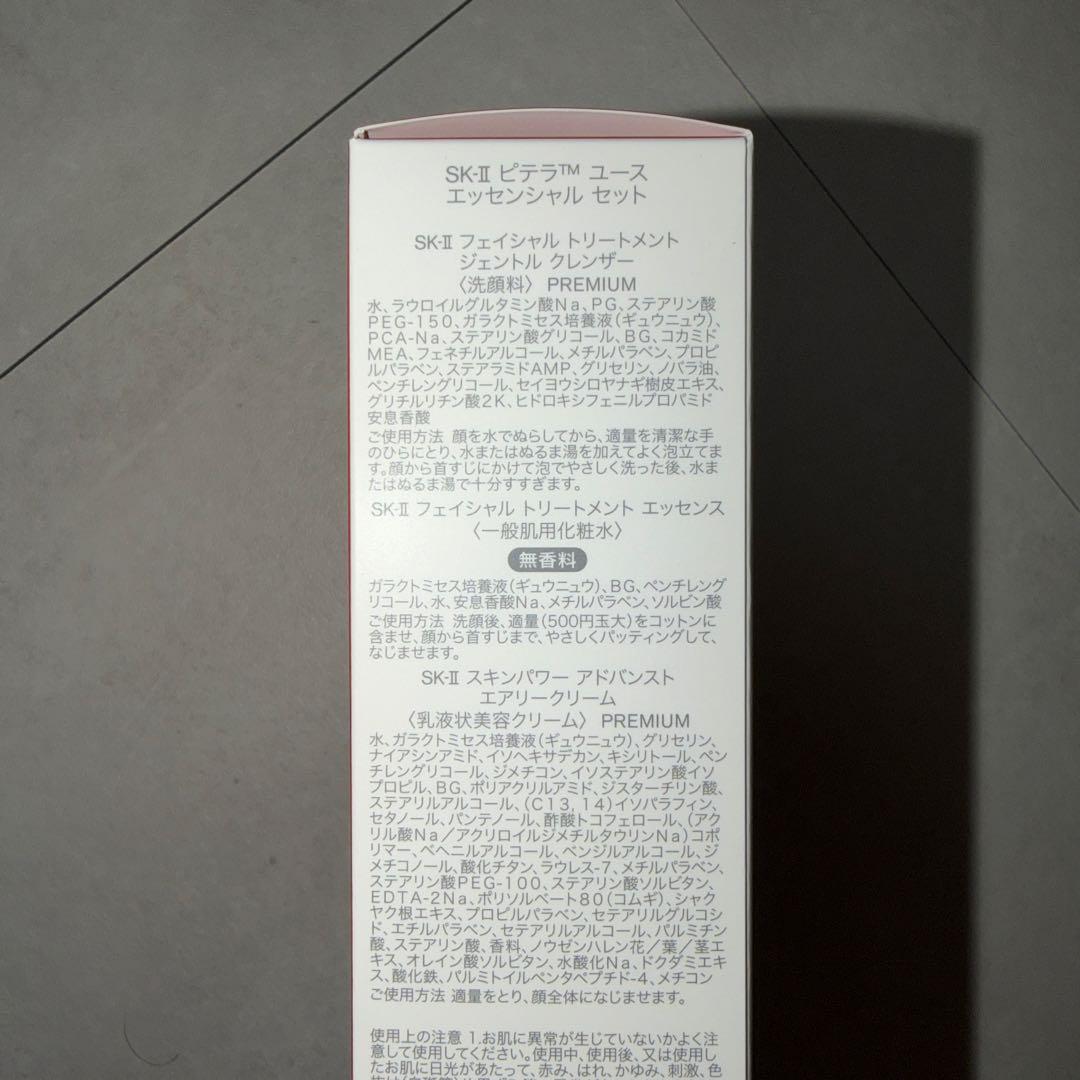 SK-II ピテラ™ ユース
エッセンシャル セット
SK-II フェイシャル トリートメント
ジェントル クレンザー
〈洗顔料〉 PREMIUM
水、ラウロイルグルタミン酸Na、PG、ステアリン酸
PEG-150、ガラクトミセス培養液(ギュウニュウ)、
PCA-Na、ステアリン酸グリコール、BG、コカミド
MEA、フェネチルアルコール、メチルパラベン、プロピ
ルパラベン、ステアラミドAMP、グリセリン、ノバラ油、
ペンチレングリコール、セイヨウシロヤナギ樹皮エキス、
グリチルリチン酸2K、ヒドロキシフェニルプロパミド
安息香酸
ご使用方法 顔を水でぬらしてから、適量を清潔な手
のひらにとり、水またはぬるま湯を加えてよく泡立てま
す。顔から首すじにかけて泡でやさしく洗った後、水ま
たはぬるま湯で十分すすぎます。
SK-II フェイシャル トリートメント エッセンス
〈一般肌用化粧水〉
無香料
ガラクトミセス培養液(ギュウニュウ)、BG、ペンチレング
リコール、水、安息香酸Na、メチルパラベン、ソルビン酸
ご使用方法 洗顔後、適量(500円玉大)をコットンに
含ませ、顔から首すじまで、やさしくパッティングして、
なじませます。
SK-II スキンパワー アドバンスト
エアリークリーム
〈乳液状美容クリーム〉 PREMIUM
水、ガラクトミセス培養液(ギュウニュウ)、グリセリン、
ナイアシンアミド、イソヘキサデカン、キシリトール、ペン
チレングリコール、ジメチコン、イソステアリン酸イソ
プロピル、BG、ポリアクリルアミド、ジスターチリン酸、
ステアリルアルコール、(C13,14)イソパラフィン、
セタノール、パンテノール、酢酸トコフェロール、(アク
リル酸Na/アクリロイルジメチルタウリンNa)コポ
リマー、ベヘニルアルコール、ベンジルアルコール、ジ
メチコノール、酸化チタン、ラウレス-7、メチルパラベン、
ステアリン酸PEG-100、ステアリン酸ソルビタン、
EDTA-2Na、ポリソルベート80(コムギ)、シャク
ヤク根エキス、プロピルパラベン、セテアリルグルコシ
ド、エチルパラベン、セテアリルアルコール、パルミチン
酸、ステアリン酸、香料、ノウゼンハレン花/葉/茎エ
キス、オレイン酸ソルビタン、水酸化Na、ドクダミエキ
ス、酸化鉄、パルミトイルペンタペプチド-4、メチコン
ご使用方法 適量をとり、顔全体になじませます。
使用上の注意 1.お肌に異常が生じていないかよく注
意して使用してください。使用中、使用後、又は使用し
たお肌に日光があたって、赤み、はれ、かゆみ、刺激、色